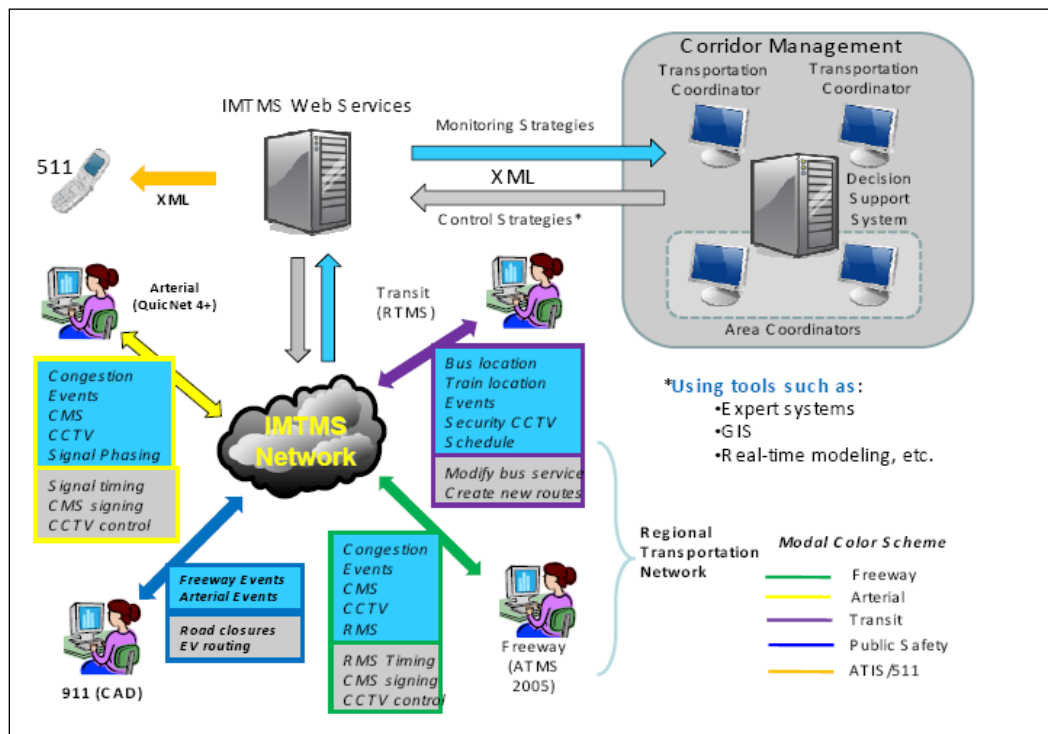 Corridor Management
Transportation
Coordinator
Transportation
Coordinator
IMTMS Web Services
Monitoring Strategies
511
XML
XML
Control Strategies*
Decision
Support
System
Area Coordinators
Arterial
(QuicNet 4+)
Transit
(RTMS)
Congestion
Events
CMS
CCTV
Signal Phasing
Signal timing
CMS signing
CCTV control
IMTMS
Network
Bus location
Train location
Events
Security CCTV
Schedule
Modify bus service
Create new routes
*Using tools such as:
•Expert systems
•GIS
•Real-time modeling, etc.
Freeway Events
Arterial Events
Road closures
EV routing
911 (CAD)
Congestion
Events
CMS
CCTV
RMS
RMS Timing
CMS signing
CCTV control
Freeway
(ATMS
2005)
Regional
Transportation
Network
Modal Color Scheme
Freeway
Arterial
Transit
Public Safety
ATIS/511